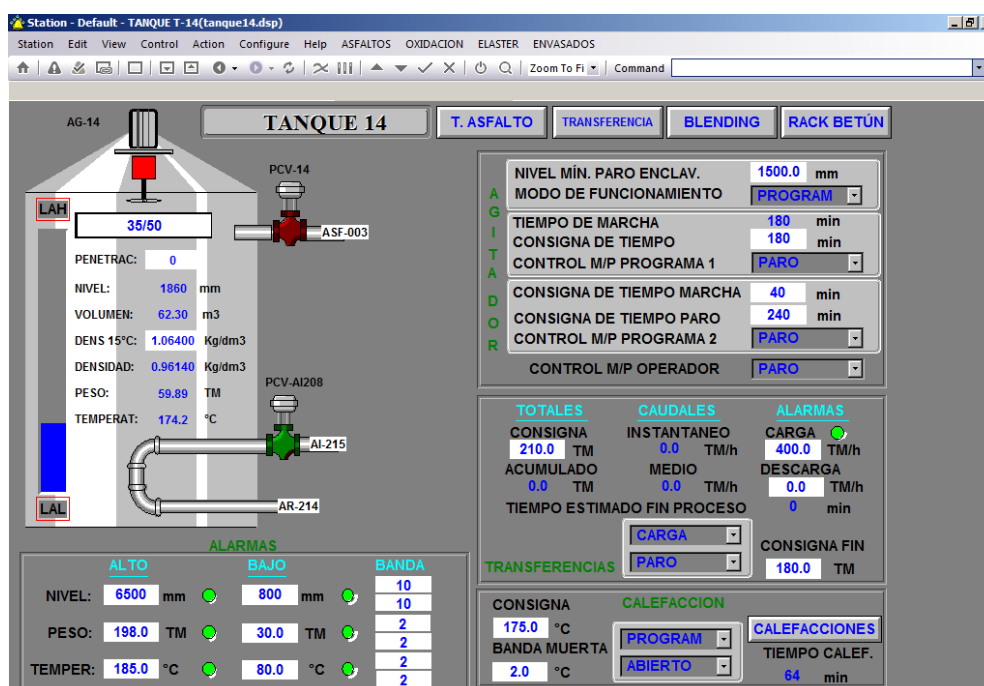 Station - Default - TANQUE T-14(tanque14.dsp)
Station Edit View Control Action Configure Help ASFALTOS OXIDACION ELASTER ENVASADOS
Zoom To Fi Command
AG-14
TANQUE 14
T. ASFALTO
TRANSFERENCIA
BLENDING
RACK BETÚN
LAH
35/50
PENETRAC: 0
NIVEL: 1860 mm
VOLUMEN: 62.30 m3
DENS 15°C: 1.06400 Kg/dm3
DENSIDAD: 0.96140 Kg/dm3
PESO: 59.89 TM
TEMPERAT: 174.2 °C
LAL
PCV-14
ASF-003
PCV-AI208
AI-215
AR-214
AGITADOR
NIVEL MÍN. PARO ENCLAV. 1500.0 mm
MODO DE FUNCIONAMIENTO PROGRAM
TIEMPO DE MARCHA 180 min
CONSIGNA DE TIEMPO 180 min
CONTROL M/P PROGRAMA 1 PARO
CONSIGNA DE TIEMPO MARCHA 40 min
CONSIGNA DE TIEMPO PARO 240 min
CONTROL M/P PROGRAMA 2 PARO
CONTROL M/P OPERADOR PARO
TOTALES CAUDALES ALARMAS
CONSIGNA INSTANTANEO CARGA
210.0 TM 0.0 TM/h 400.0 TM/h
ACUMULADO MEDIO DESCARGA
0.0 TM 0.0 TM/h 0.0 TM/h
TIEMPO ESTIMADO FIN PROCESO 0 min
CARGA
CONSIGNA FIN
TRANSFERENCIAS PARO 180.0 TM
ALARMAS
ALTO BAJO BANDA
NIVEL: 6500 mm 800 mm 10
10
PESO: 198.0 TM 30.0 TM 2
2
TEMPER: 185.0 °C 80.0 °C 2
2
CONSIGNA CALEFACCION
175.0 °C PROGRAM CALEFACCIONES
BANDA MUERTA TIEMPO CALEF.
2.0 °C ABIERTO 64 min